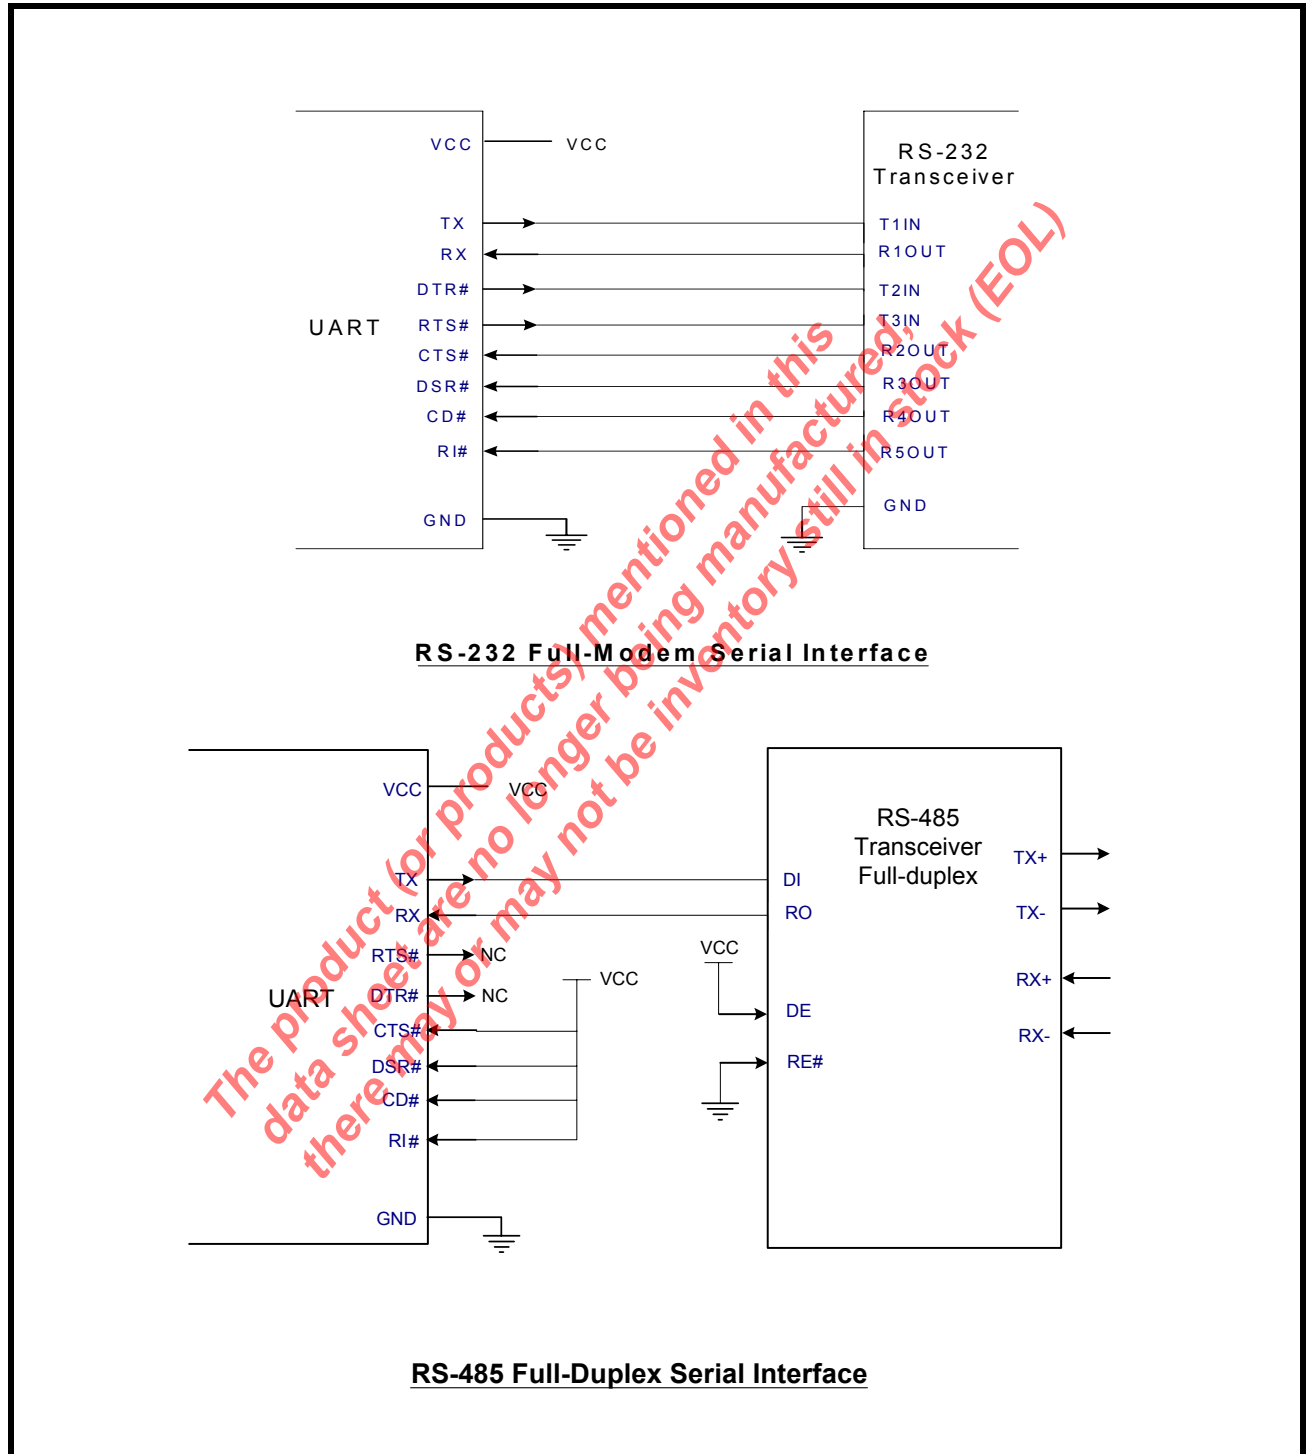 VCC
VCC
RS-232
Transceiver
TX
T1IN
RX
R1OUT
DTR#
T2IN
UART
RTS#
T3IN
CTS#
R2OUT
DSR#
R3OUT
CD#
R4OUT
RI#
R5OUT
GND
GND
RS-232 Full-Modem Serial Interface
VCC
VCC
RS-485
Transceiver
Full-duplex
TX+
TX
DI
RX
RO
TX-
RTS#
NC
VCC
VCC
RX+
UART
DTR#
NC
DE
CTS#
RX-
DSR#
RE#
CD#
RI#
GND
RS-485 Full-Duplex Serial Interface
The product (or products) mentioned in this
data sheet are no longer being manufactured,
there may or may not be inventory still in stock (EOL)